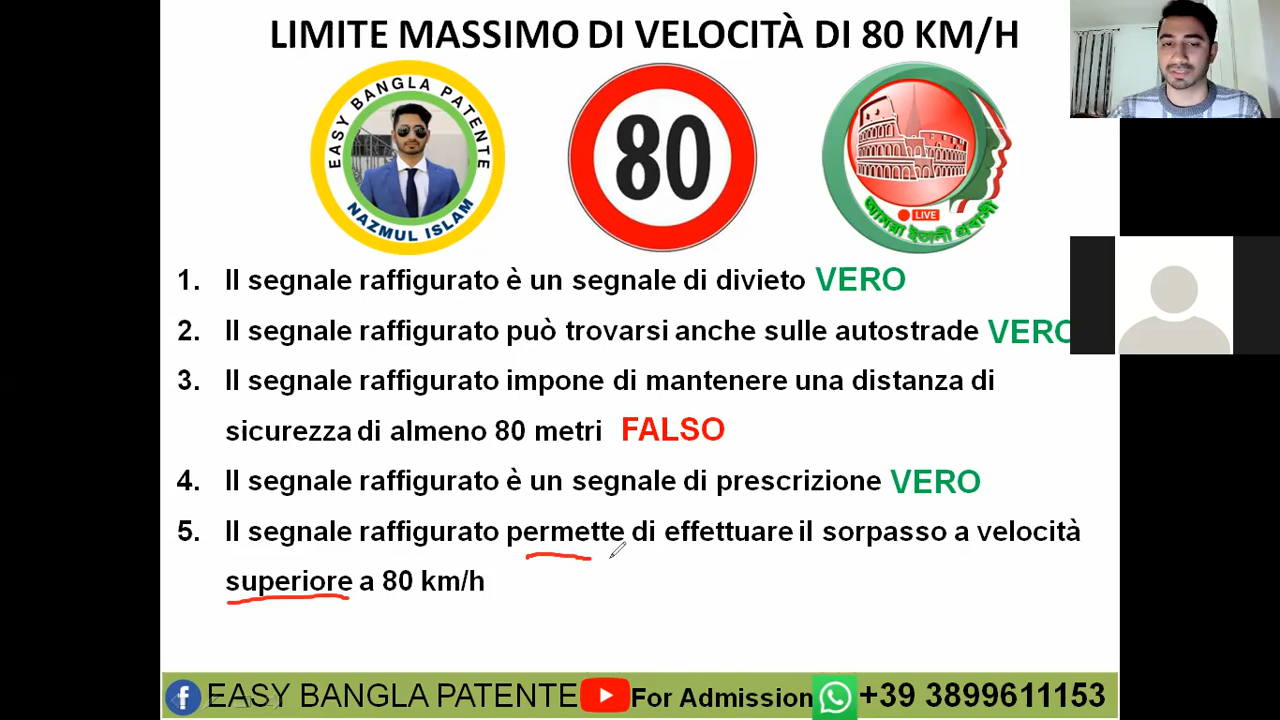 LIMITE MASSIMO DI VELOCITÀ DI 80 KM/H
EASY BANGLA PATENTE
NAZMUL ISLAM
80
LIVE
আমরা ইতালী প্রবাসী
1. Il segnale raffigurato è un segnale di divieto VERO
2. Il segnale raffigurato può trovarsi anche sulle autostrade VERO
3. Il segnale raffigurato impone di mantenere una distanza di
sicurezza di almeno 80 metri FALSO
4. Il segnale raffigurato è un segnale di prescrizione VERO
5. Il segnale raffigurato permette di effettuare il sorpasso a velocità
superiore a 80 km/h
f EASY BANGLA PATENTE For Admission +39 3899611153